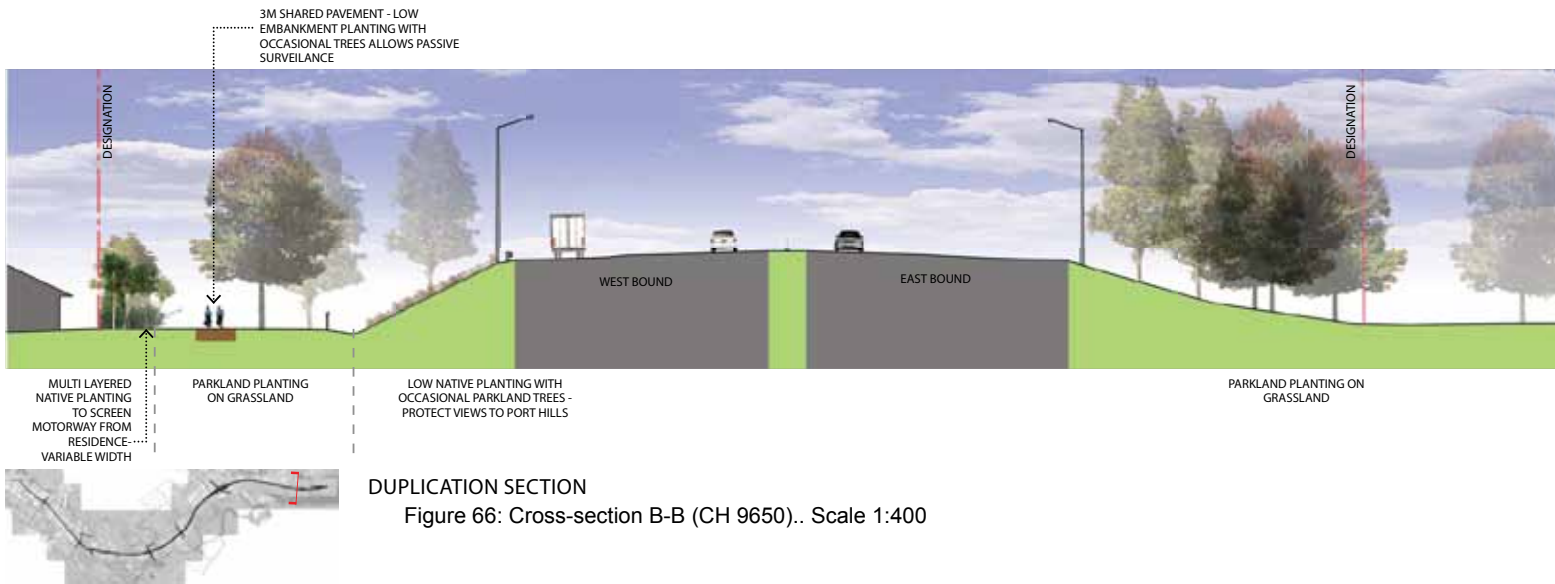 3M SHARED PAVEMENT - LOW
EMBANKMENT PLANTING WITH
OCCASIONAL TREES ALLOWS PASSIVE
SURVEILANCE
DESIGNATION
DESIGNATION
WEST BOUND
EAST BOUND
MULTI LAYERED
NATIVE PLANTING
TO SCREEN
MOTORWAY FROM
RESIDENCE-
VARIABLE WIDTH
PARKLAND PLANTING
ON GRASSLAND
LOW NATIVE PLANTING WITH
OCCASIONAL PARKLAND TREES -
PROTECT VIEWS TO PORT HILLS
PARKLAND PLANTING ON
GRASSLAND
DUPLICATION SECTION
Figure 66: Cross-section B-B (CH 9650).. Scale 1:400